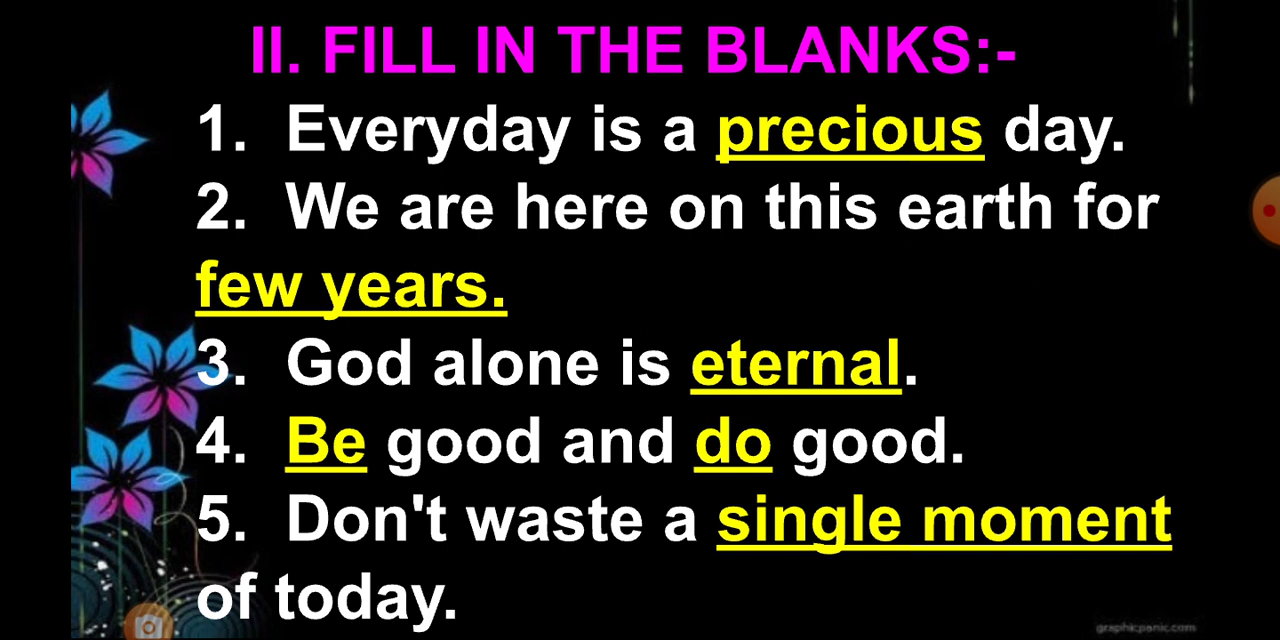 II. FILL IN THE BLANKS:-
1. Everyday is a precious day.
2. We are here on this earth for
few years.
3. God alone is eternal.
4. Be good and do good.
5. Don't waste a single moment
of today.
graphicpanic.com